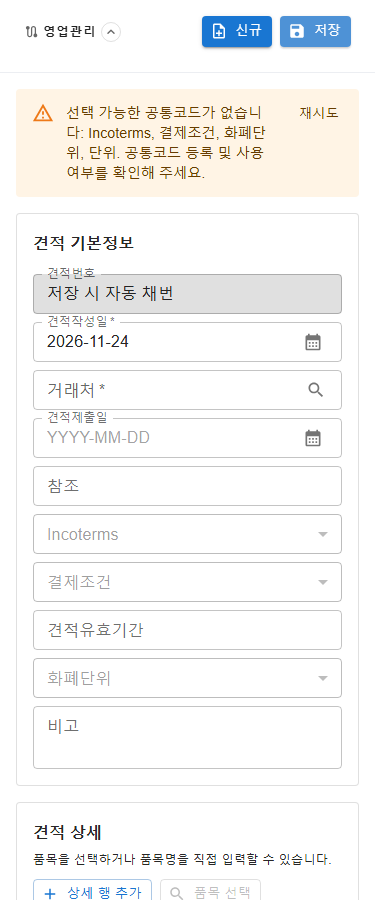 영업관리
신규
저장
선택 가능한 공통코드가 없습니
다: Incoterms, 결제조건, 화폐단
위, 단위. 공통코드 등록 및 사용
여부를 확인해 주세요.
재시도
견적 기본정보
견적번호
저장 시 자동 채번
견적작성일 *
2026-11-24
거래처 *
견적제출일
YYYY-MM-DD
참조
Incoterms
결제조건
견적유효기간
화폐단위
비고
견적 상세
품목을 선택하거나 품목명을 직접 입력할 수 있습니다.
상세 행 추가
품목 선택